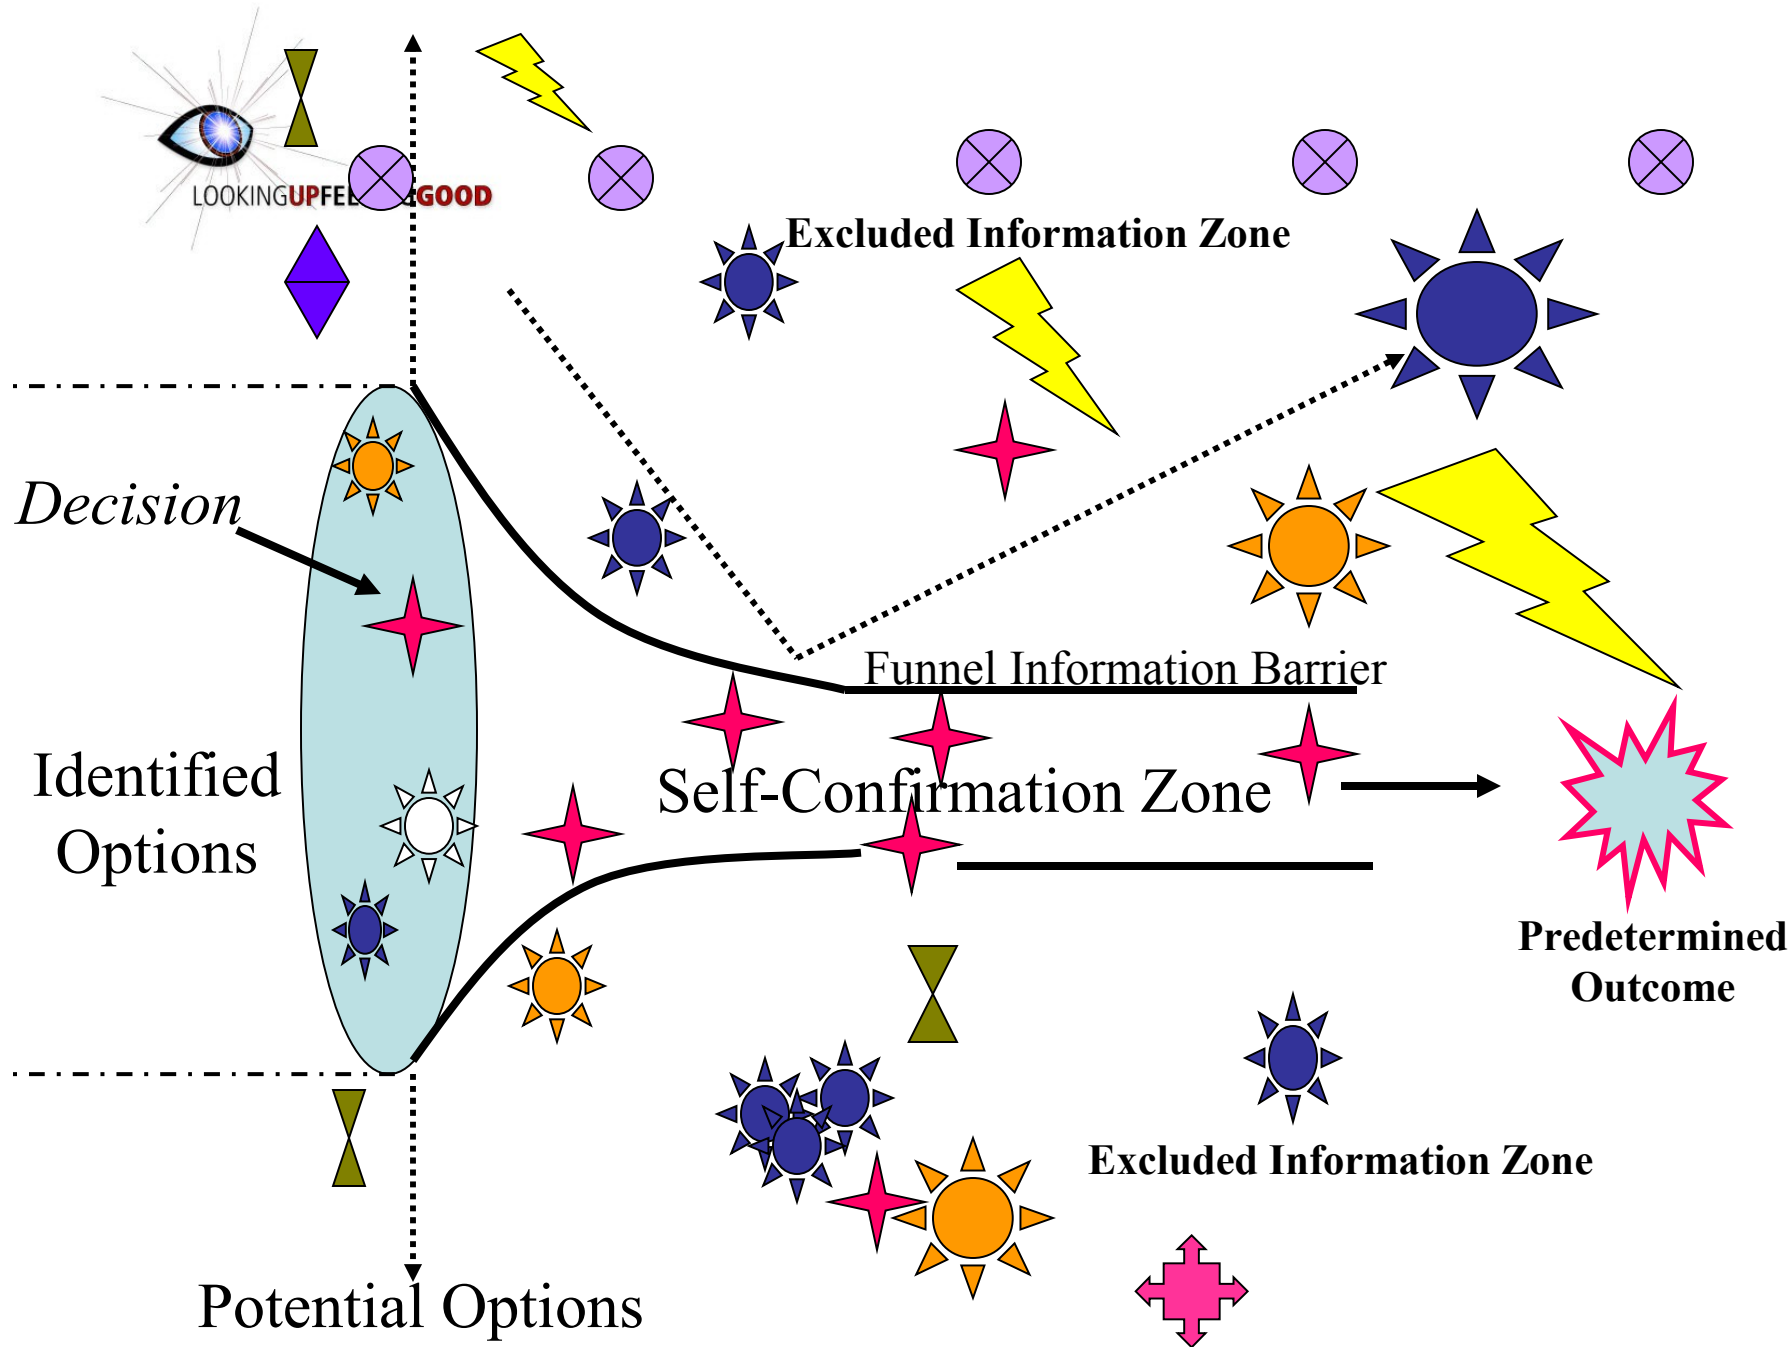 LOOKINGUPFEE GOOD
Excluded Information Zone
Decision
Funnel Information Barrier
Identified
Options
Self-Confirmation Zone
Predetermined
Outcome
Excluded Information Zone
Potential Options